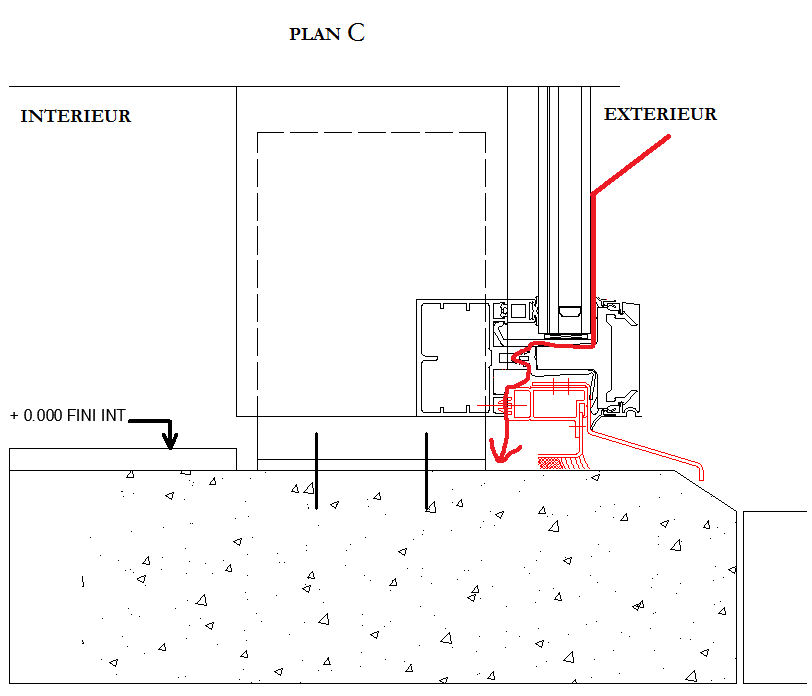 PLAN C
INTERIEUR
EXTERIEUR
+ 0.000 FINI INT